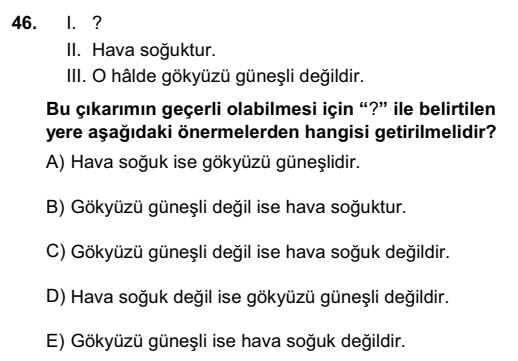 46. I. ?
II. Hava soğuktur.
III. O hâlde gökyüzü güneşli değildir.
Bu çıkarımın geçerli olabilmesi için “?” ile belirtilen
yere aşağıdaki önermelerden hangisi getirilmelidir?
A) Hava soğuk ise gökyüzü güneşlidir.
B) Gökyüzü güneşli değil ise hava soğuktur.
C) Gökyüzü güneşli değil ise hava soğuk değildir.
D) Hava soğuk değil ise gökyüzü güneşli değildir.
E) Gökyüzü güneşli ise hava soğuk değildir.